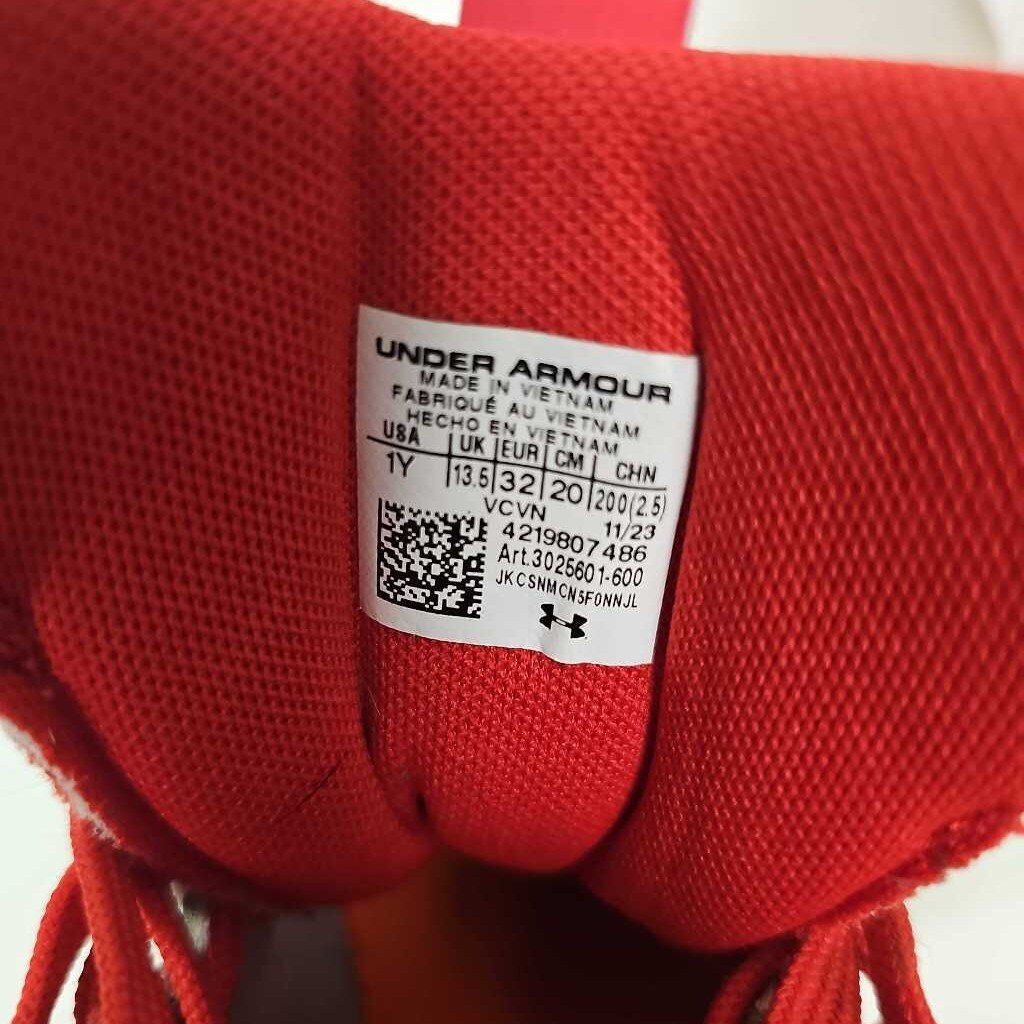 UNDER ARMOUR
MADE IN VIETNAM
FABRIQUÉ AU VIETNAM
HECHO EN VIETNAM
USA UK EUR CM CHN
1Y 13.5 32 20 200(2.5)
VCVN 11/23
4219807486
Art.3025601-600
JKCSNMCN5F0NNJL